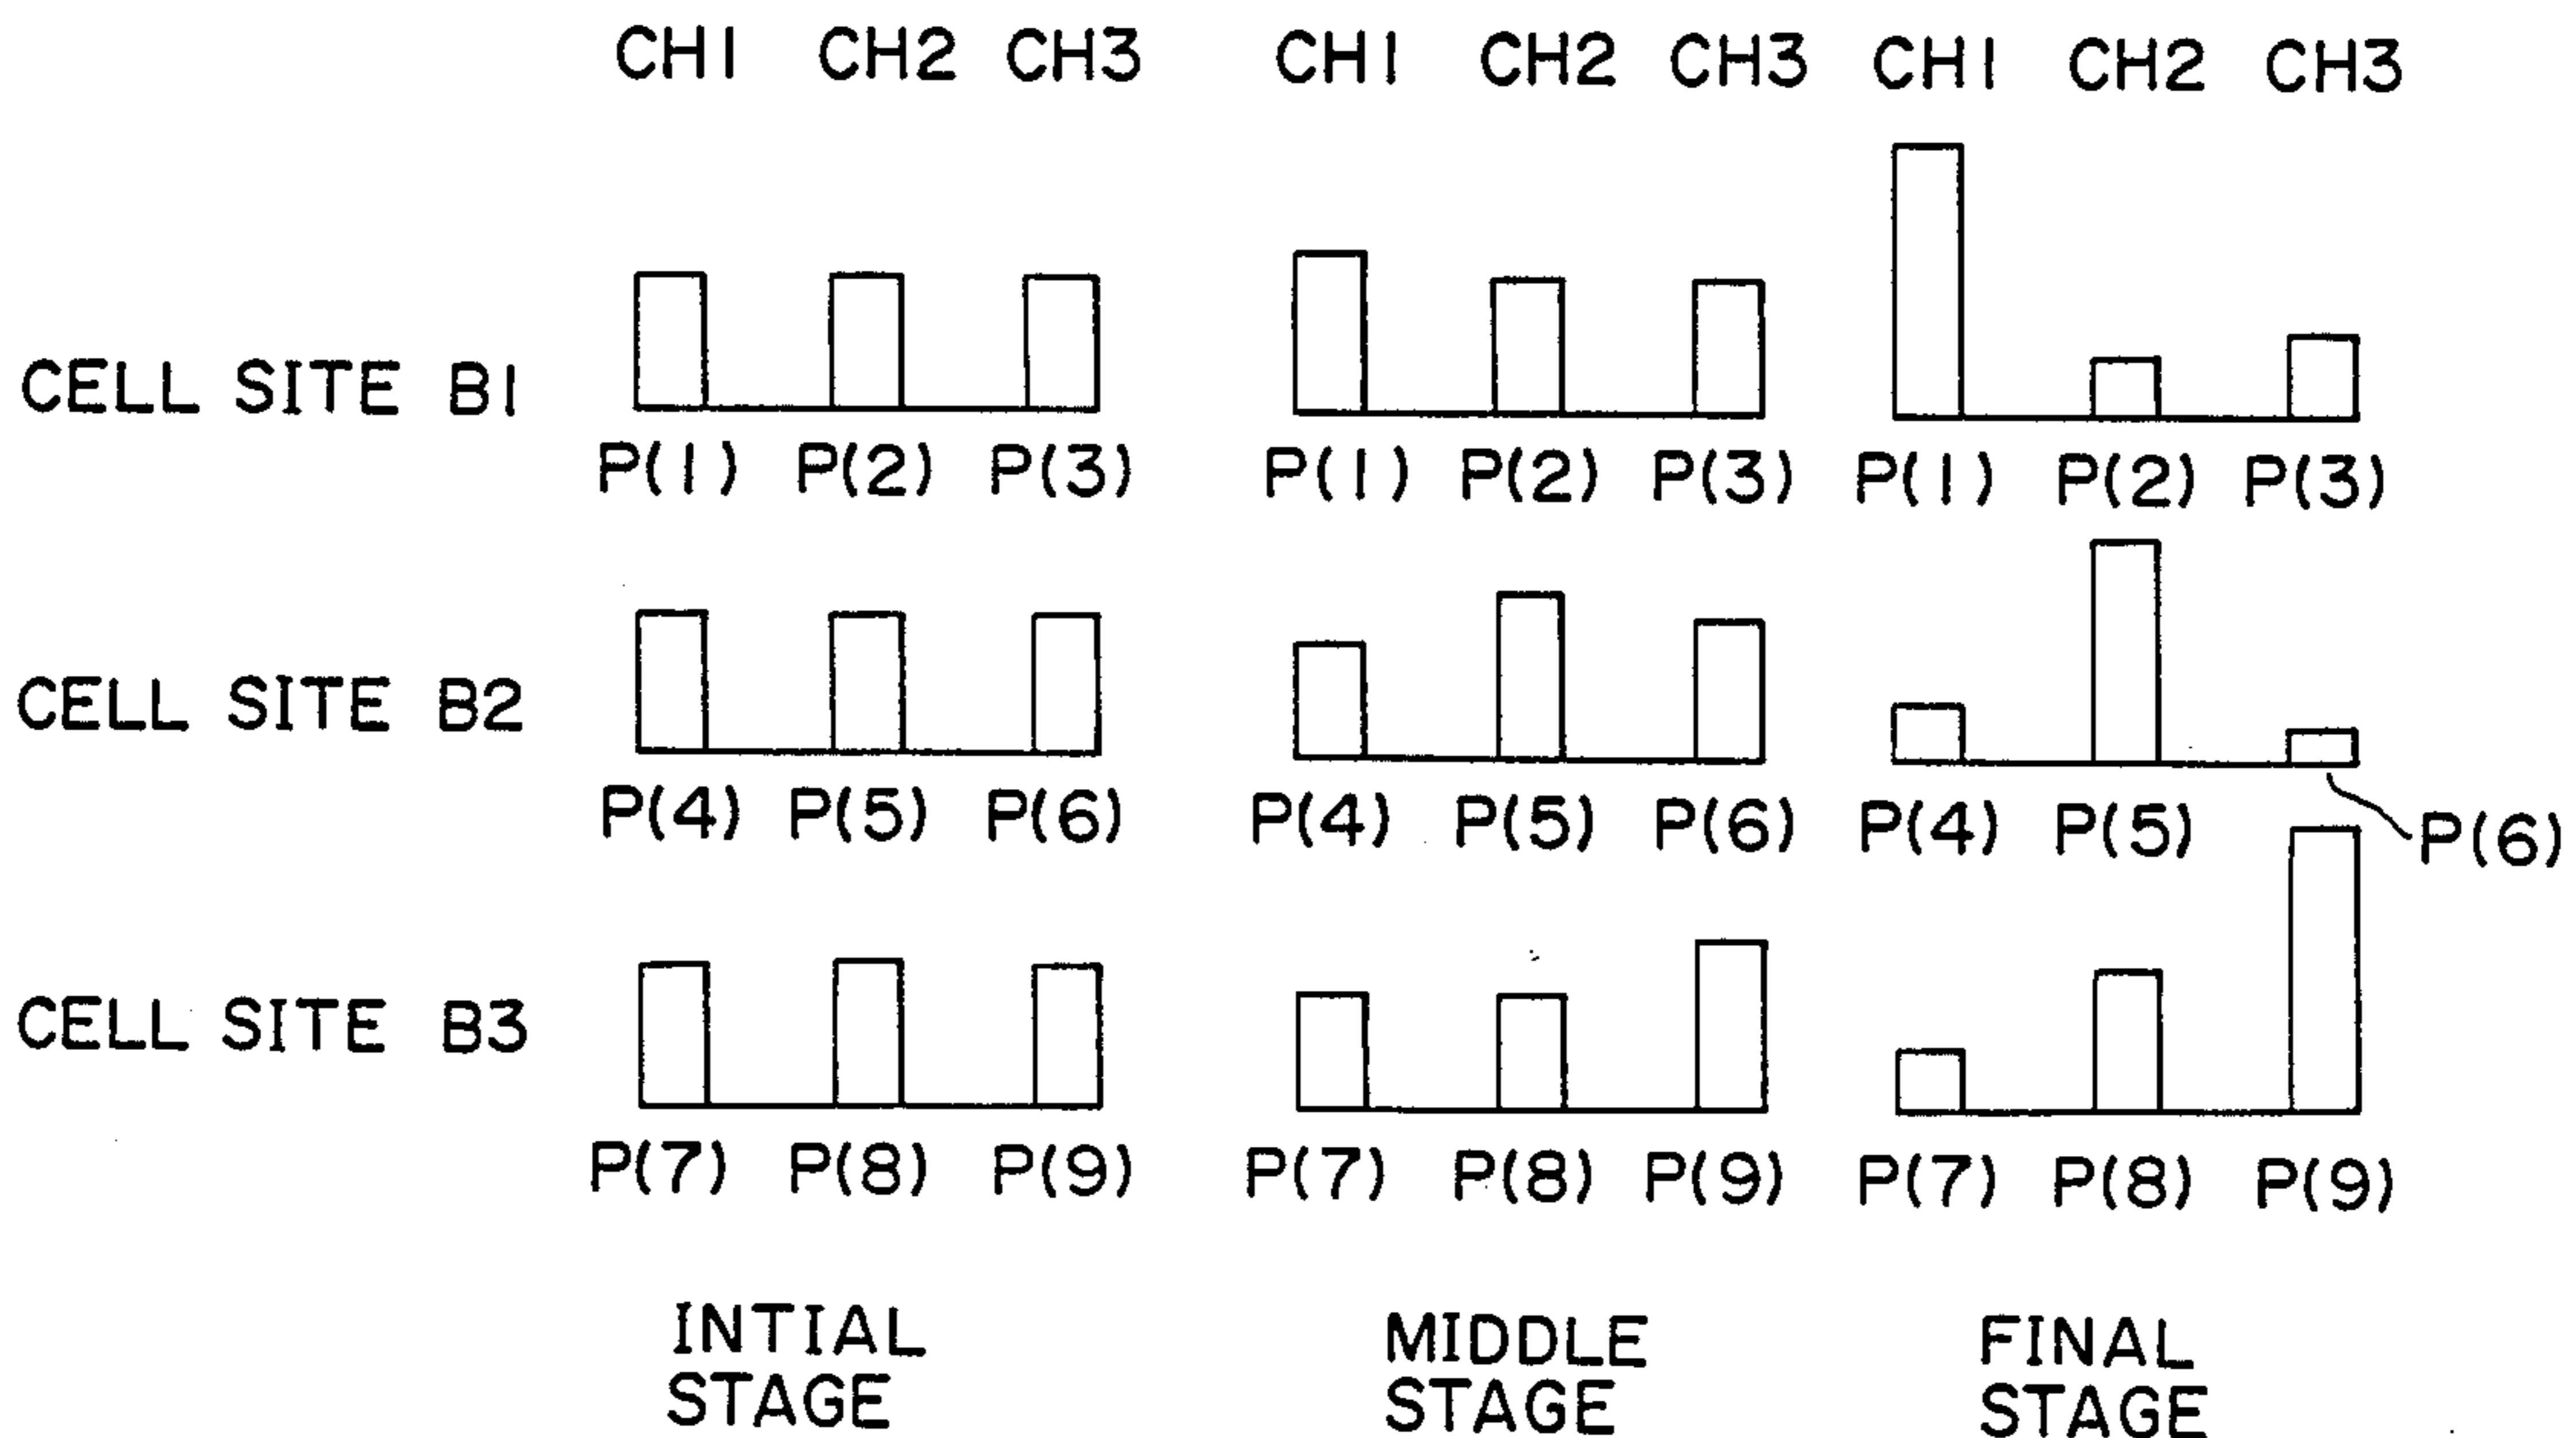 CH1 CH2 CH3 CH1 CH2 CH3 CH1 CH2 CH3
CELL SITE B1
P(1) P(2) P(3) P(1) P(2) P(3) P(1) P(2) P(3)
CELL SITE B2
P(4) P(5) P(6) P(4) P(5) P(6) P(4) P(5) P(6)
CELL SITE B3
P(7) P(8) P(9) P(7) P(8) P(9) P(7) P(8) P(9)
INTIAL MIDDLE FINAL
STAGE STAGE STAGE